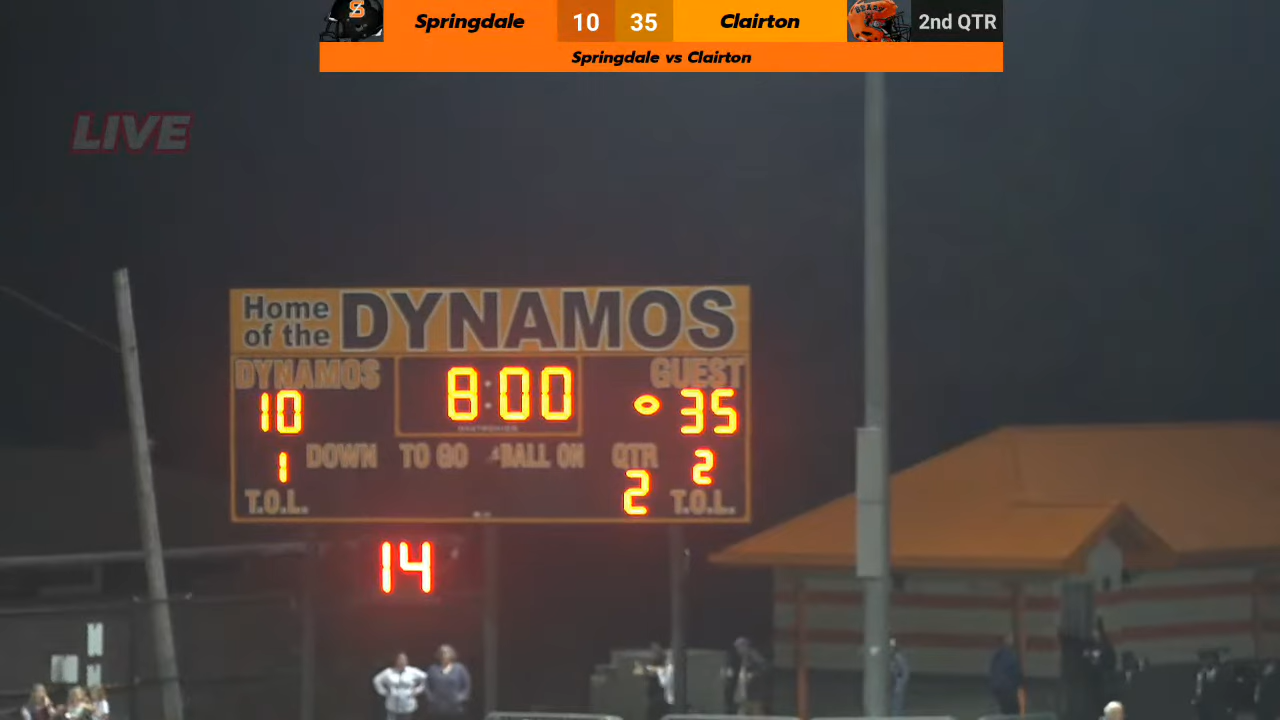 S Springdale 10 35 Clairton BEARS 2nd QTR
Springdale vs Clairton
LIVE
Home of the DYNAMOS
DYNAMOS 8:00 GUEST
10 35
1 DOWN TO GO BALL ON QTR 2
T.O.L. 2 T.O.L.
14